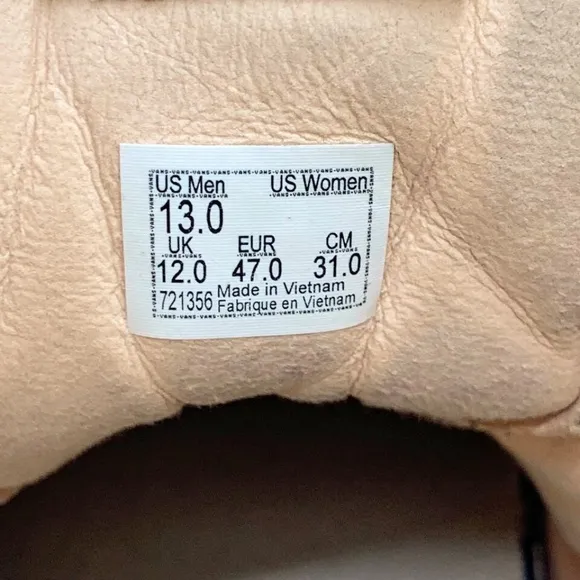 US Men US Women
13.0
UK EUR CM
12.0 47.0 31.0
721356 Made in Vietnam
Fabrique en Vietnam